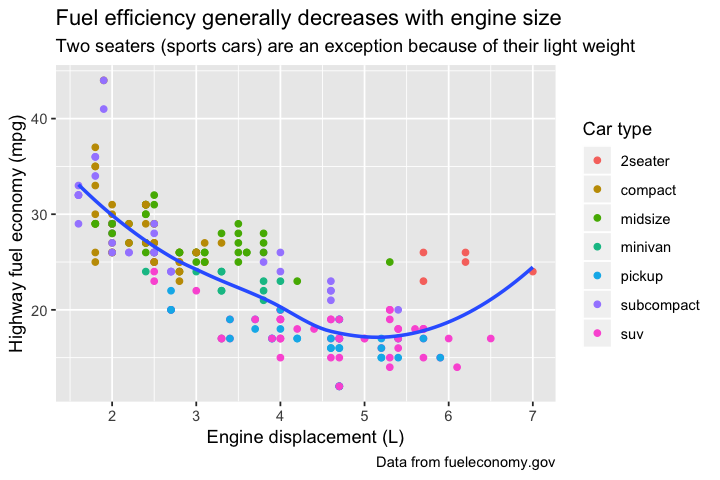 Fuel efficiency generally decreases with engine size
Two seaters (sports cars) are an exception because of their light weight
Highway fuel economy (mpg)
40
30
20
2 3 4 5 6 7
Engine displacement (L)
Car type
2seater
compact
midsize
minivan
pickup
subcompact
suv
Data from fueleconomy.gov